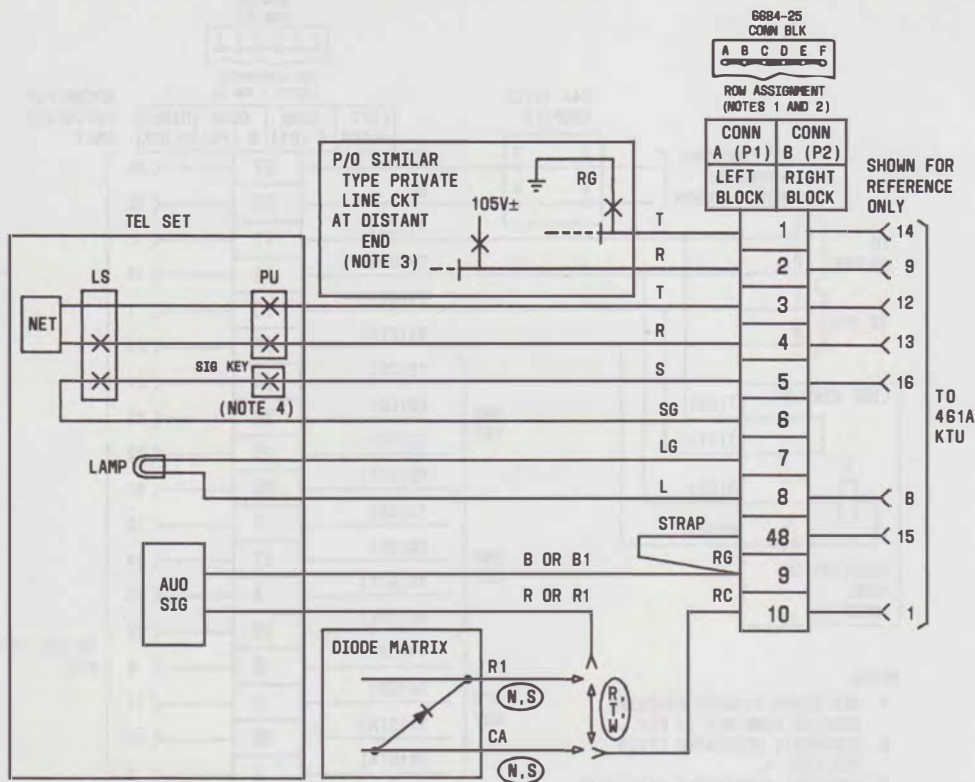 66B4-25
CONN BLK
A B C D E F
ROW ASSIGNMENT
(NOTES 1 AND 2)
CONN
A (P1)
CONN
B (P2)
LEFT
BLOCK
RIGHT
BLOCK
SHOWN FOR
REFERENCE
ONLY
P/O SIMILAR
TYPE PRIVATE
LINE CKT
AT DISTANT
END
(NOTE 3)
105V±
RG
T
1
14
R
2
9
TEL SET
LS
PU
NET
T
3
12
R
4
13
SIG KEY
(NOTE 4)
S
5
16
SG
6
LG
7
LAMP
L
8
B
STRAP
48
15
RG
9
AUD
SIG
B OR B1
R OR R1
RC
10
1
TO
461A
KTU
DIODE MATRIX
R1
N,S
CA
N,S
R,
T,
W